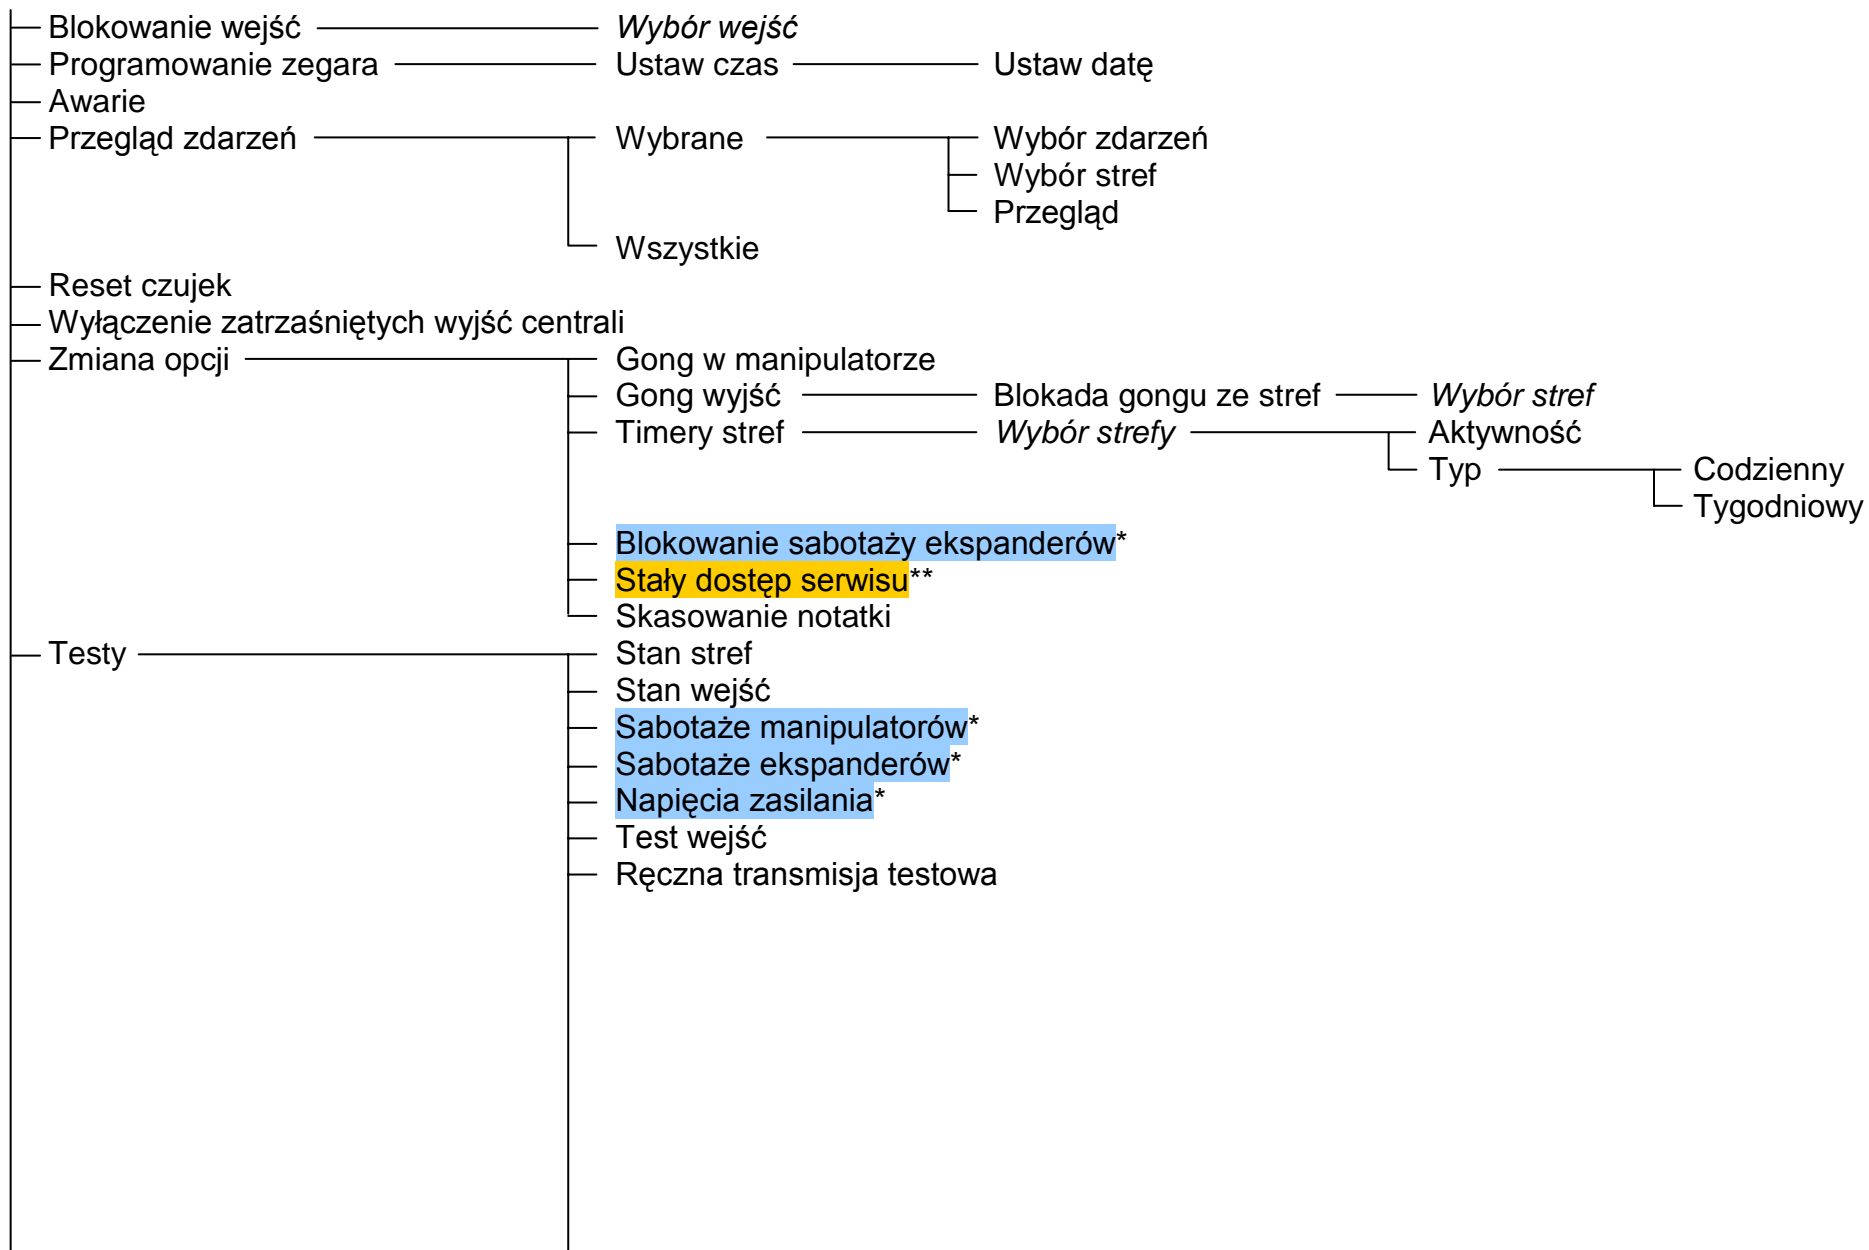 Blokowanie wejść Wybór wejść
Programowanie zegara Ustaw czas Ustaw datę
Awarie
Przegląd zdarzeń Wybrane Wybór zdarzeń
Wybór stref
Przegląd
Wszystkie
Reset czujek
Wyłączenie zatrzaśniętych wyjść centrali
Zmiana opcji Gong w manipulatorze
Gong wyjść Blokada gongu ze stref Wybór stref
Timery stref Wybór strefy Aktywność
Typ Codzienny
Tygodniowy
Blokowanie sabotaży ekspanderów*
Stały dostęp serwisu**
Skasowanie notatki
Testy Stan stref
Stan wejść
Sabotaże manipulatorów*
Sabotaże ekspanderów*
Napięcia zasilania*
Test wejść
Ręczna transmisja testowa